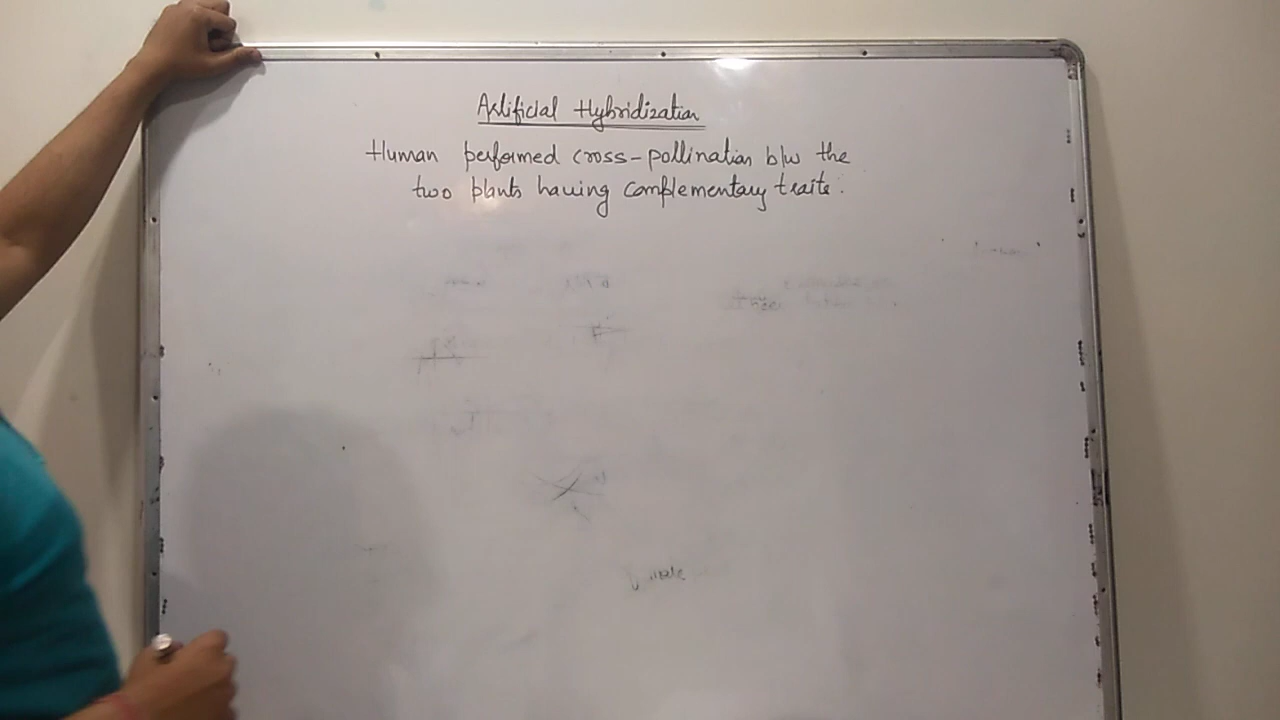 Artificial Hybridization
Human performed cross-pollination b/w the
two plants having complementary traits.